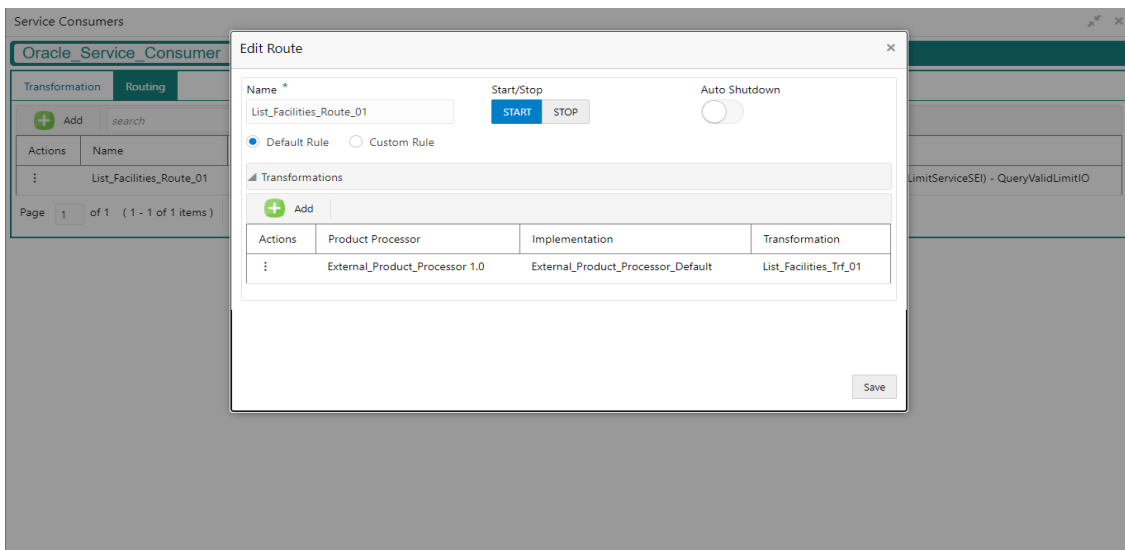 Service Consumers
Oracle_Service_Consumer
Transformation Routing
Add search
Actions Name
List_Facilities_Route_01 LimitServiceSEI) - QueryValidLimitIO
Page 1 of 1 ( 1 - 1 of 1 items )
Edit Route
Name * Start/Stop Auto Shutdown
List_Facilities_Route_01 START STOP
Default Rule Custom Rule
Transformations
Add
Actions Product Processor Implementation Transformation
External_Product_Processor 1.0 External_Product_Processor_Default List_Facilities_Trf_01
Save